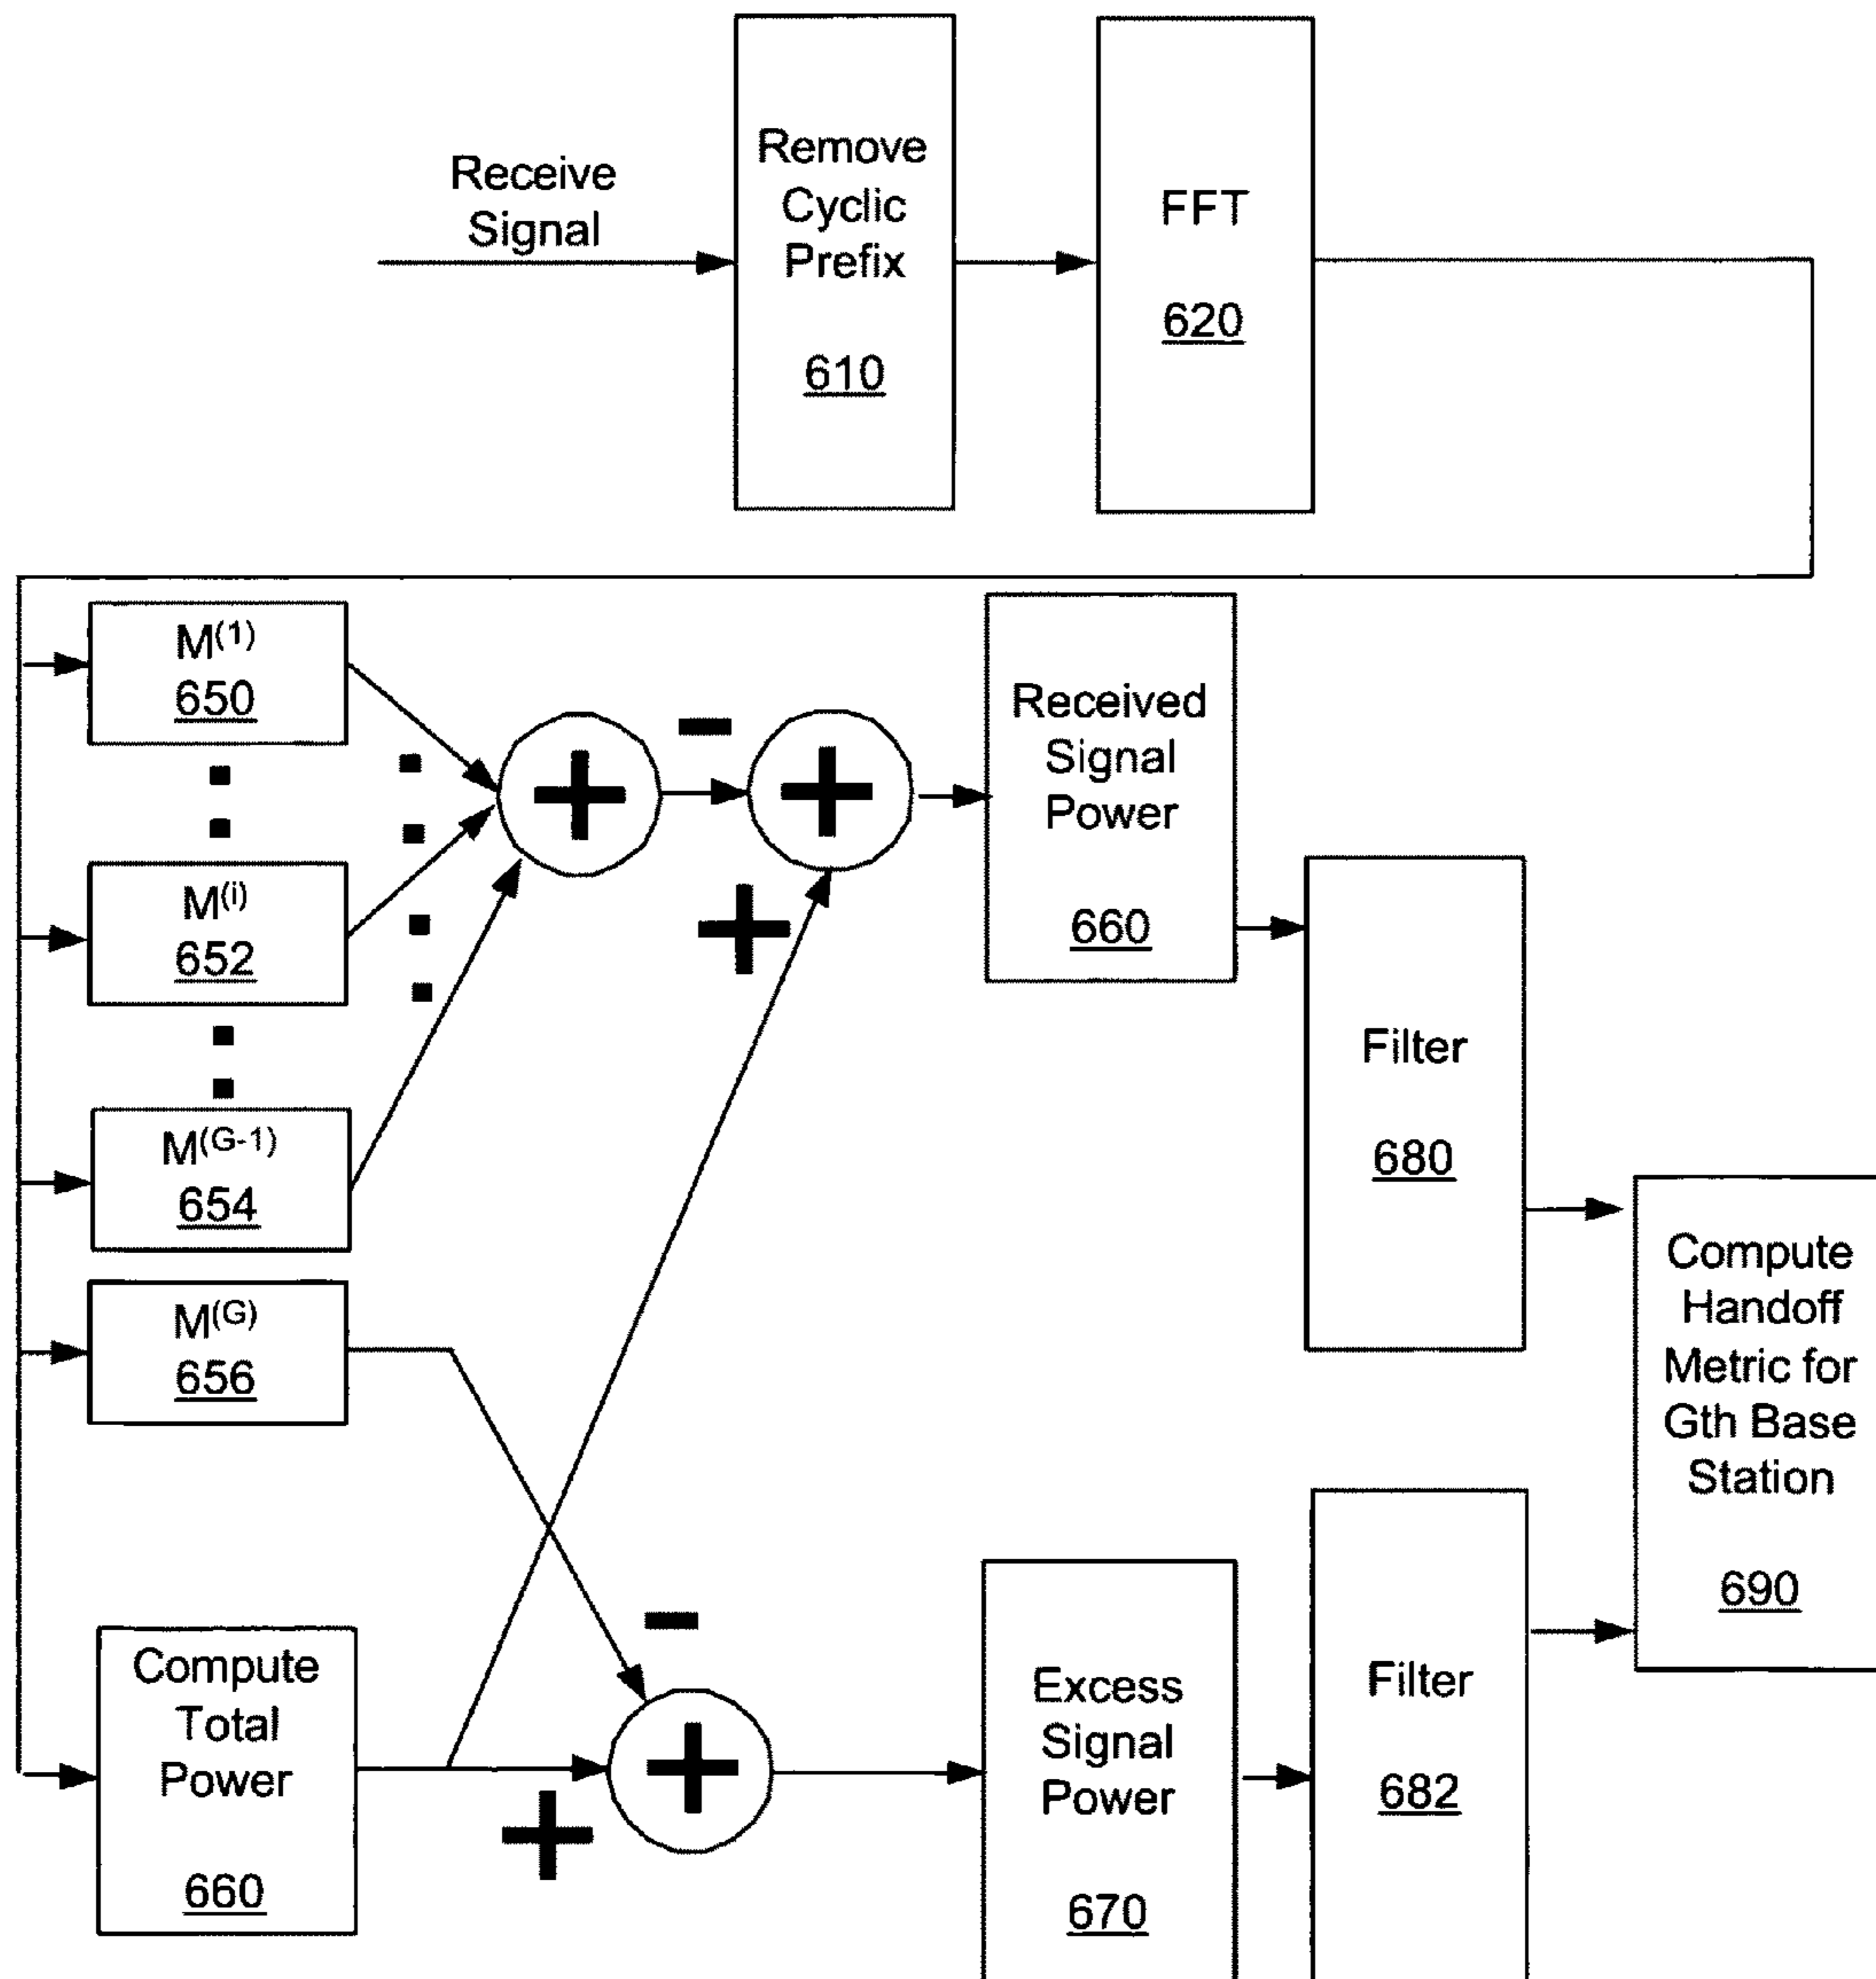 Receive
Signal
Remove
Cyclic
Prefix
610
FFT
620
M(1)
650
M(i)
652
M(G-1)
654
M(G)
656
Compute
Total
Power
660
+
-
+
+
Received
Signal
Power
660
-
+
+
Excess
Signal
Power
670
Filter
680
Filter
682
Compute
Handoff
Metric for
Gth Base
Station
690